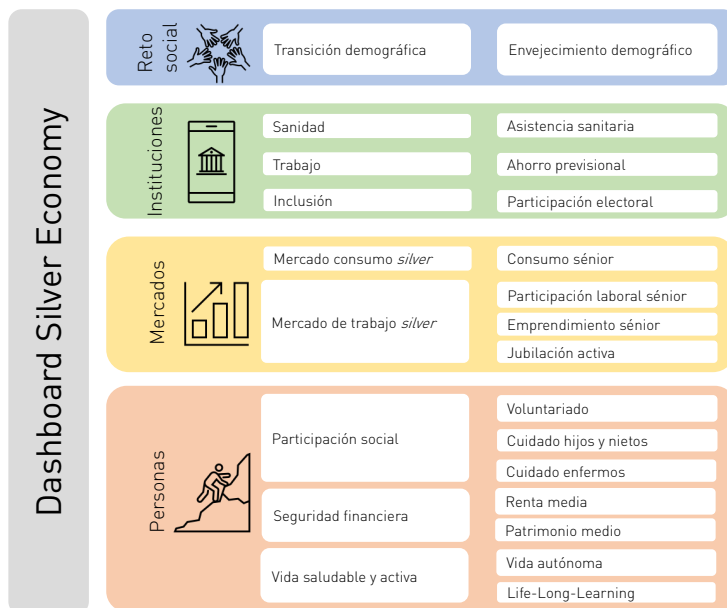 Dashboard Silver Economy
Reto
social
Transición demográfica
Envejecimiento demográfico
Instituciones
Sanidad
Asistencia sanitaria
Trabajo
Ahorro previsional
Inclusión
Participación electoral
Mercados
Mercado consumo silver
Consumo sénior
Mercado de trabajo silver
Participación laboral sénior
Emprendimiento sénior
Jubilación activa
Personas
Participación social
Voluntariado
Cuidado hijos y nietos
Cuidado enfermos
Seguridad financiera
Renta media
Patrimonio medio
Vida saludable y activa
Vida autónoma
Life-Long-Learning